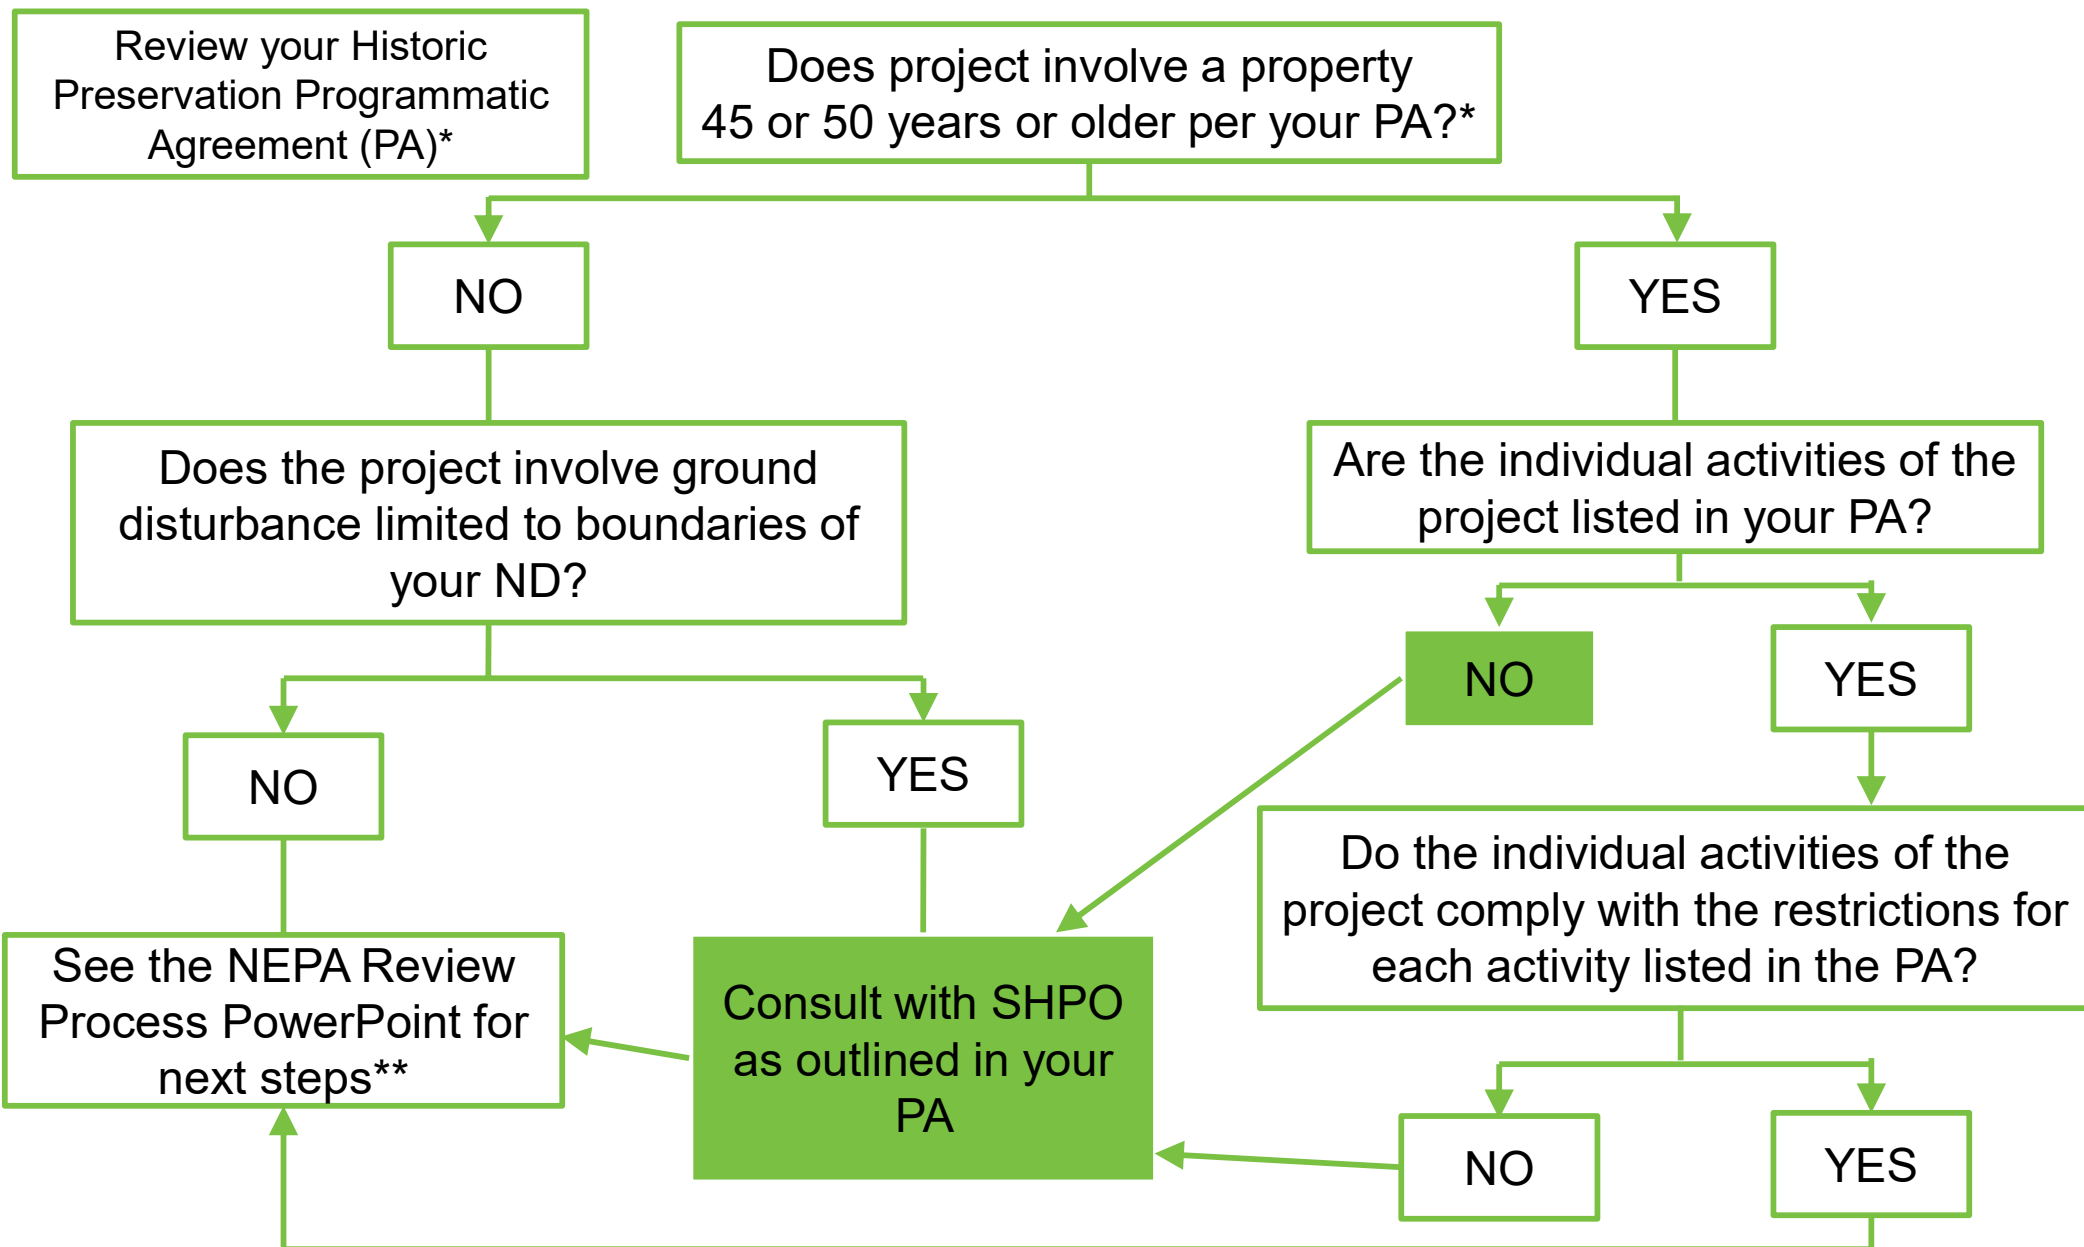 Review your Historic
Preservation Programmatic
Agreement (PA)*
Does project involve a property
45 or 50 years or older per your PA?*
NO
YES
Does the project involve ground
disturbance limited to boundaries of
your ND?
Are the individual activities of the
project listed in your PA?
NO
YES
NO
YES
Do the individual activities of the
project comply with the restrictions for
each activity listed in the PA?
See the NEPA Review
Process PowerPoint for
next steps**
Consult with SHPO
as outlined in your
PA
NO
YES